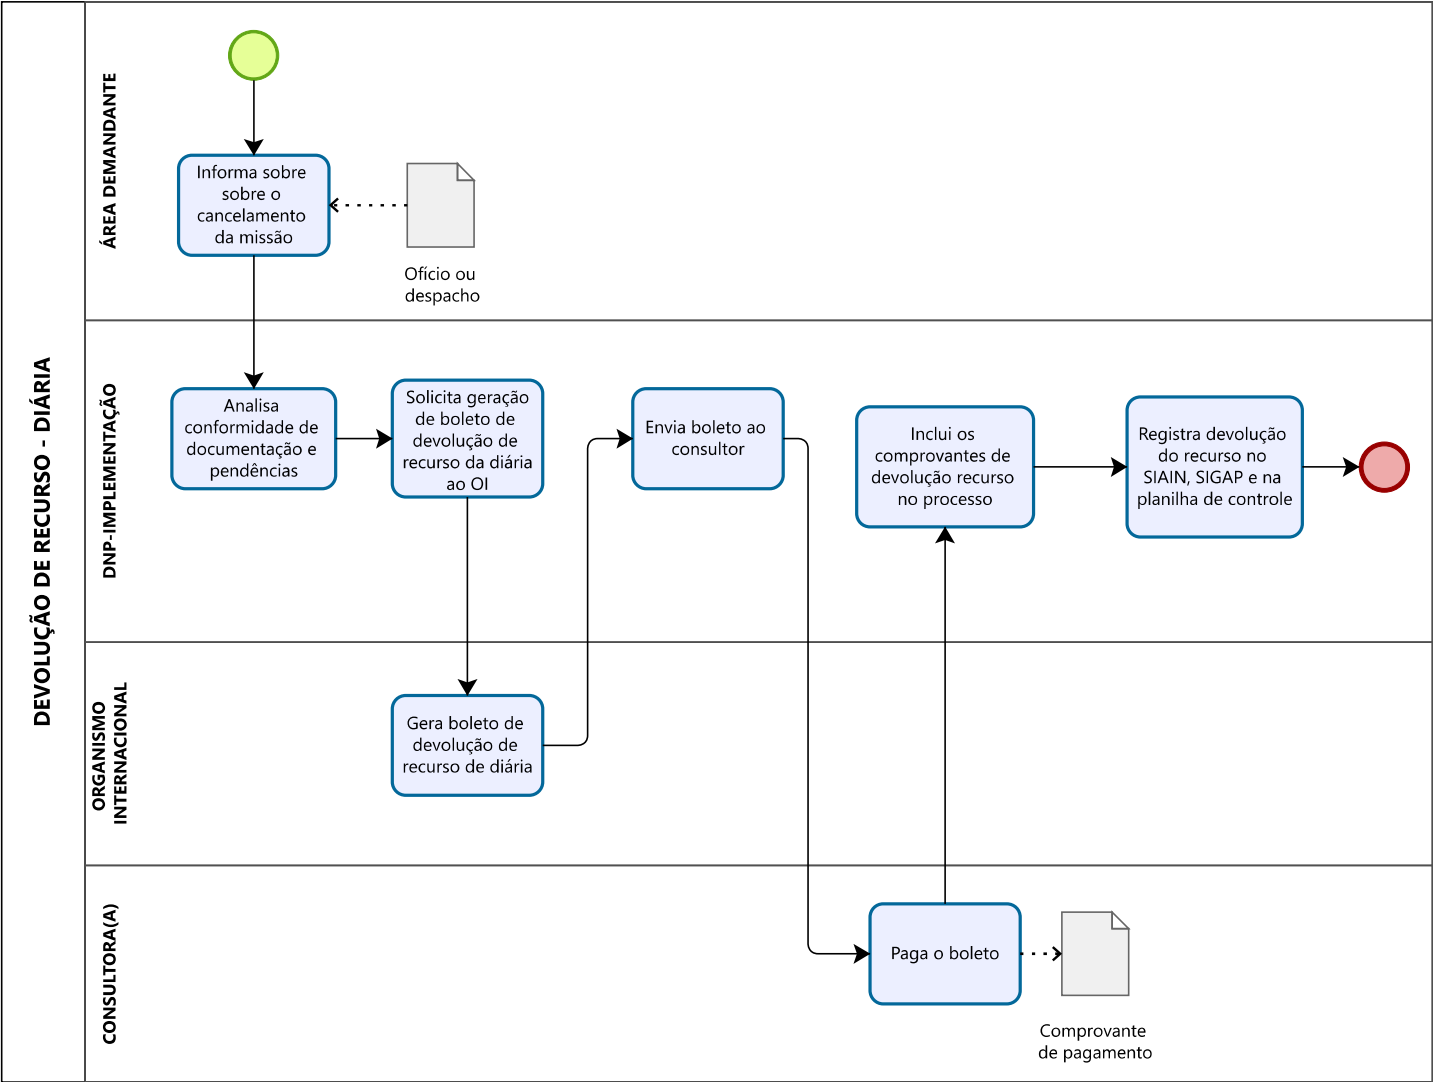 DEVOLUÇÃO DE RECURSO - DIÁRIA
ÁREA DEMANDANTE
Informa sobre
sobre o
cancelamento
da missão
Ofício ou
despacho
DNP-IMPLEMENTAÇÃO
Analisa
conformidade de
documentação e
pendências
Solicita geração
de boleto de
devolução de
recurso da diária
ao OI
Envia boleto ao
consultor
Inclui os
comprovantes de
devolução recurso
no processo
Registra devolução
do recurso no
SIAIN, SIGAP e na
planilha de controle
ORGANISMO
INTERNACIONAL
Gera boleto de
devolução de
recurso de diária
CONSULTORA(A)
Paga o boleto
Comprovante
de pagamento